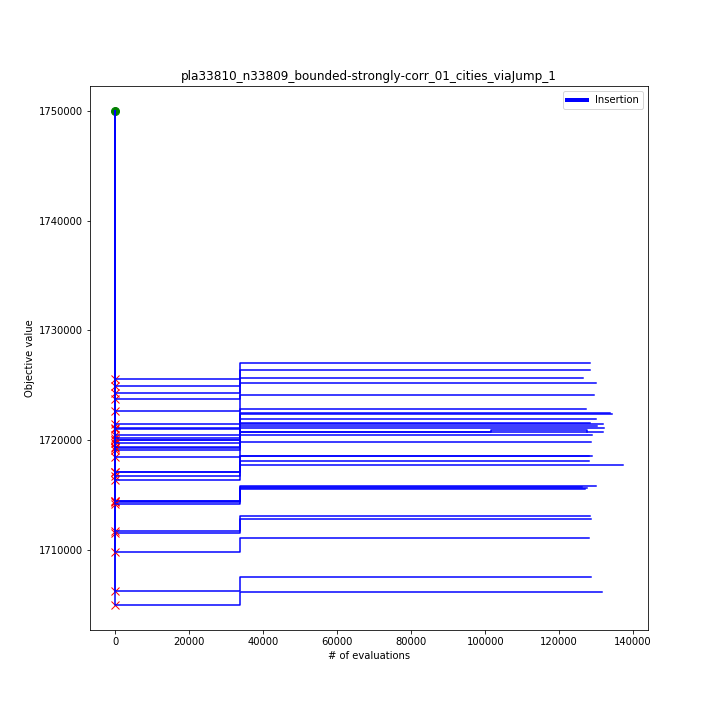 pla33810_n33809_bounded-strongly-corr_01_cities_viaJump_1
Insertion
Objective value
1750000
1740000
1730000
1720000
1710000
0 20000 40000 60000 80000 100000 120000 140000
# of evaluations